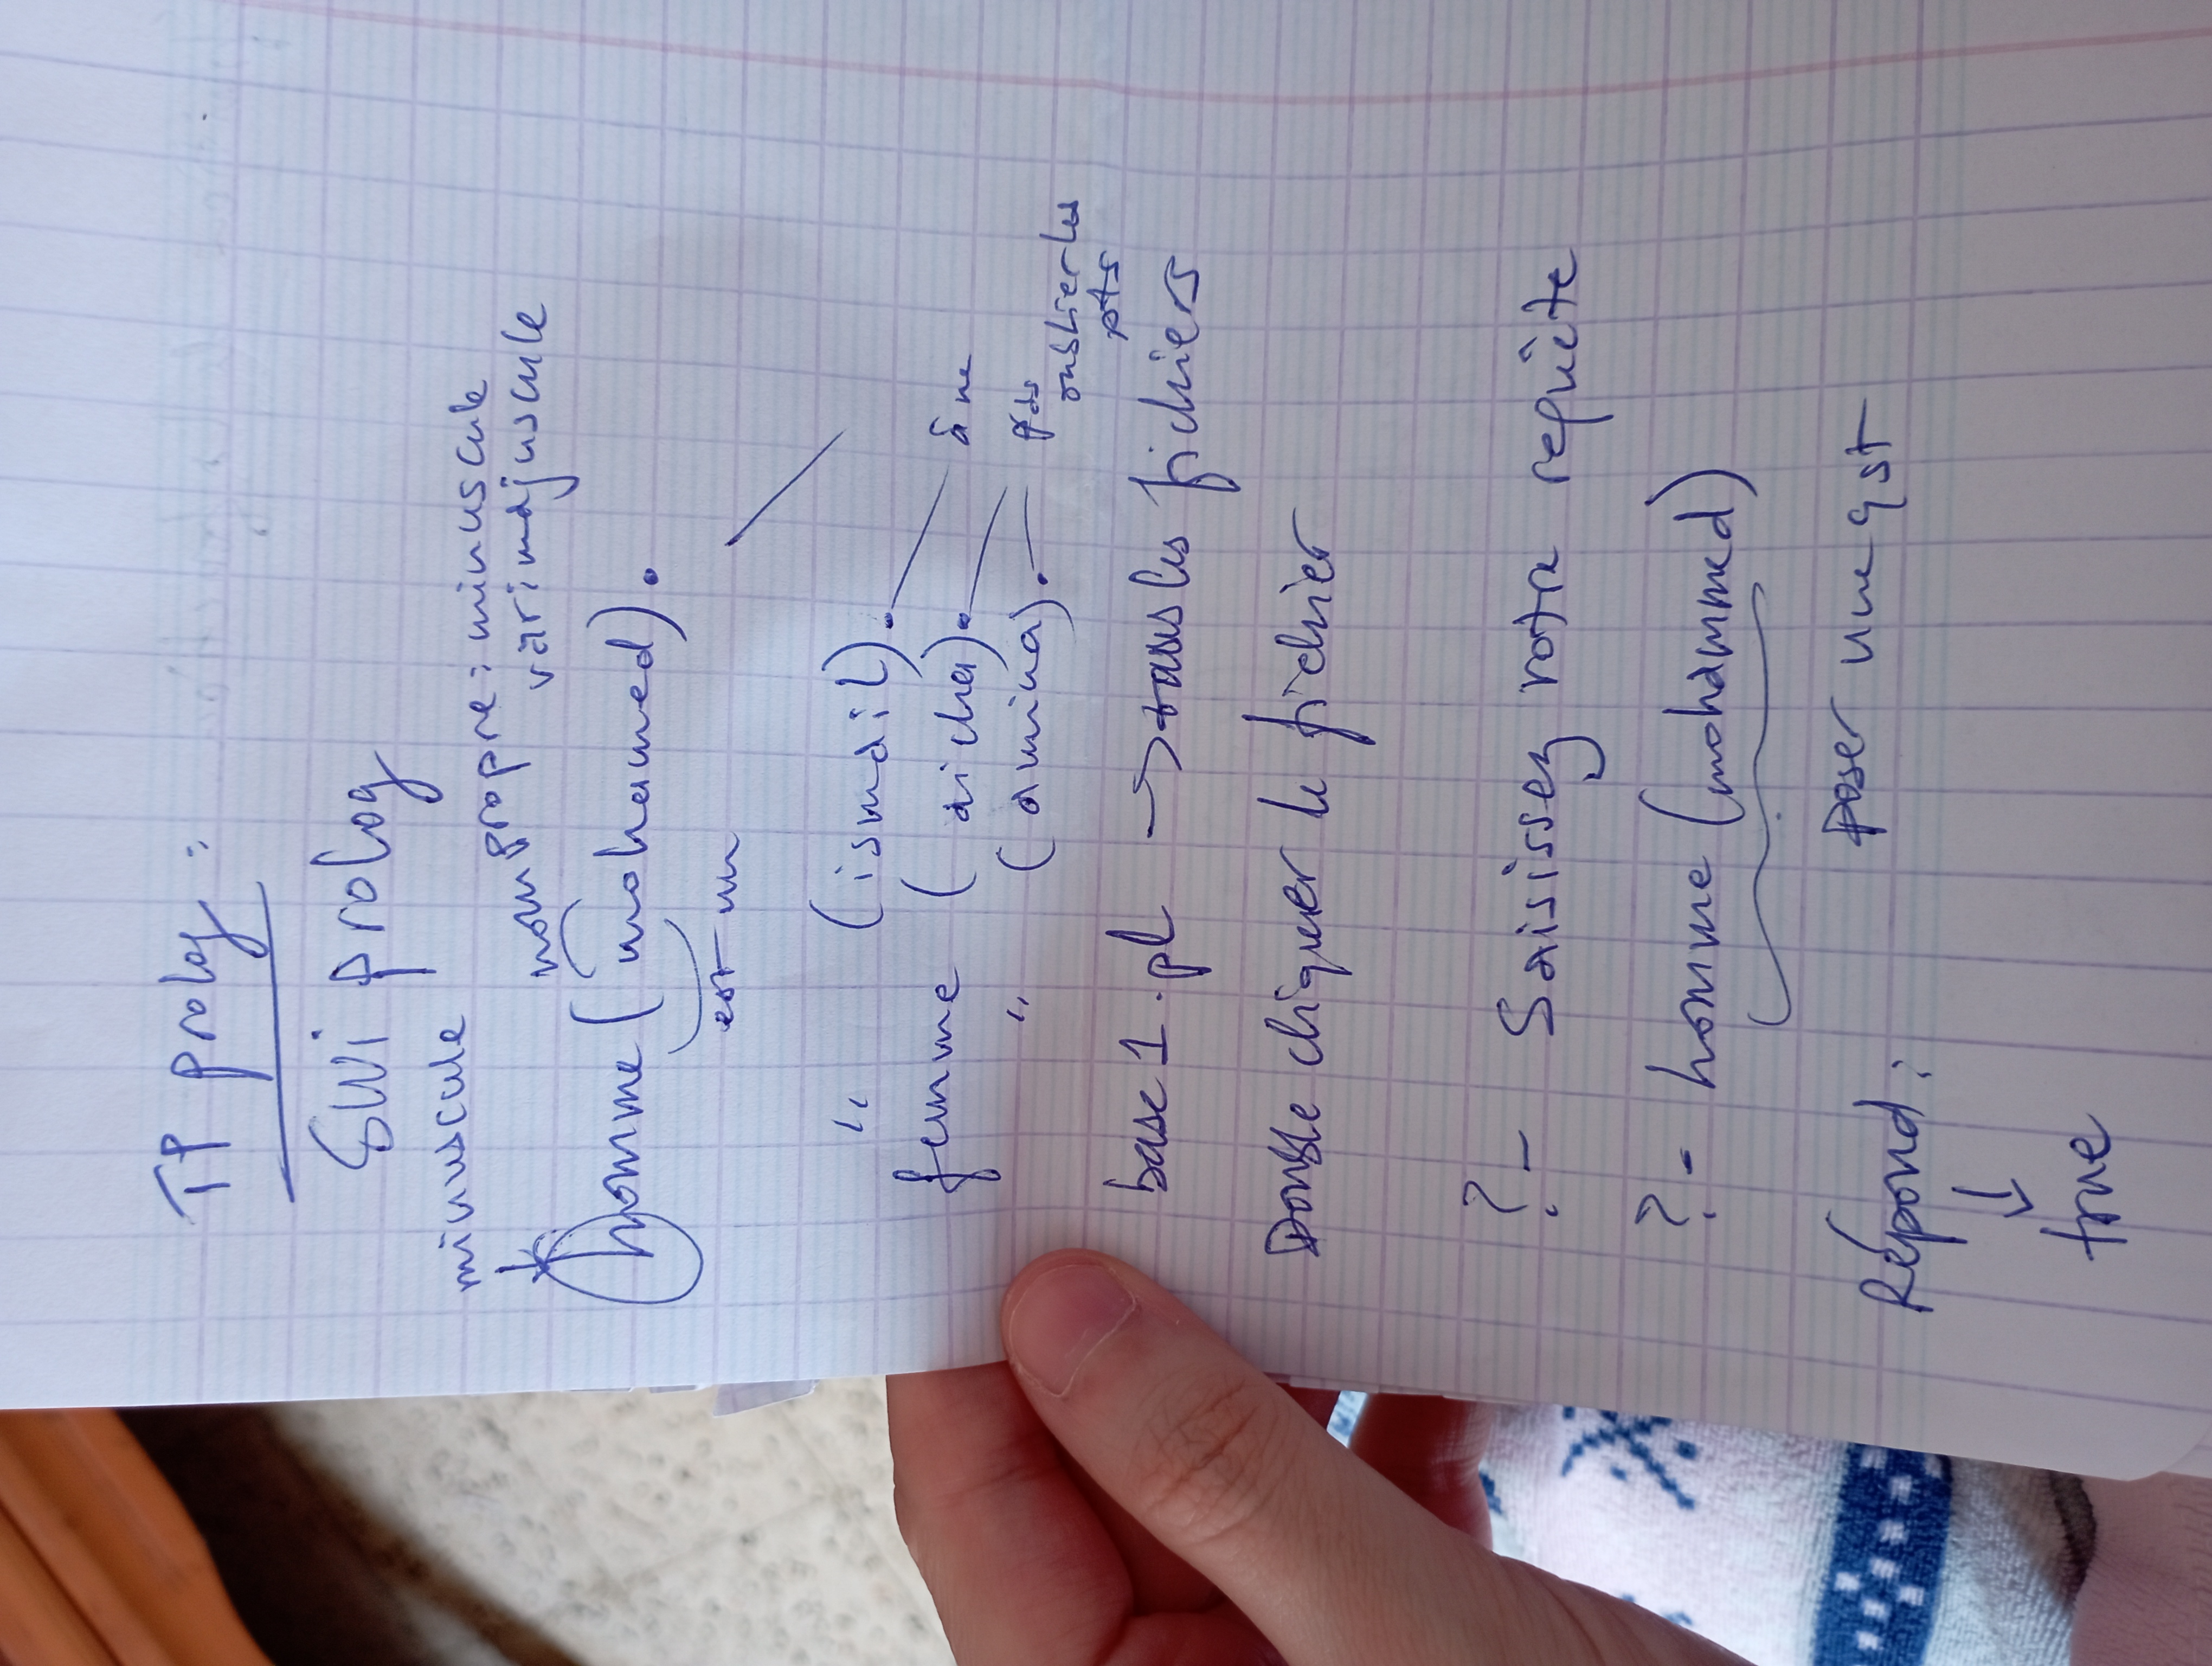 TP prolog :
SWi prolog
minuscule
nom propre : minuscule
var : majuscule
homme ( mohamed ) .
est un
" ( ismail ) .
femme ( aicha ) .
" ( amina ) .
à ne
pas
oublier les
pts
base 1 . pl → tous les fichiers
Double cliquer le fichier
? - Saisissez votre requête
? - homme ( mohammed )
poser une qst
Répond :
↓
true